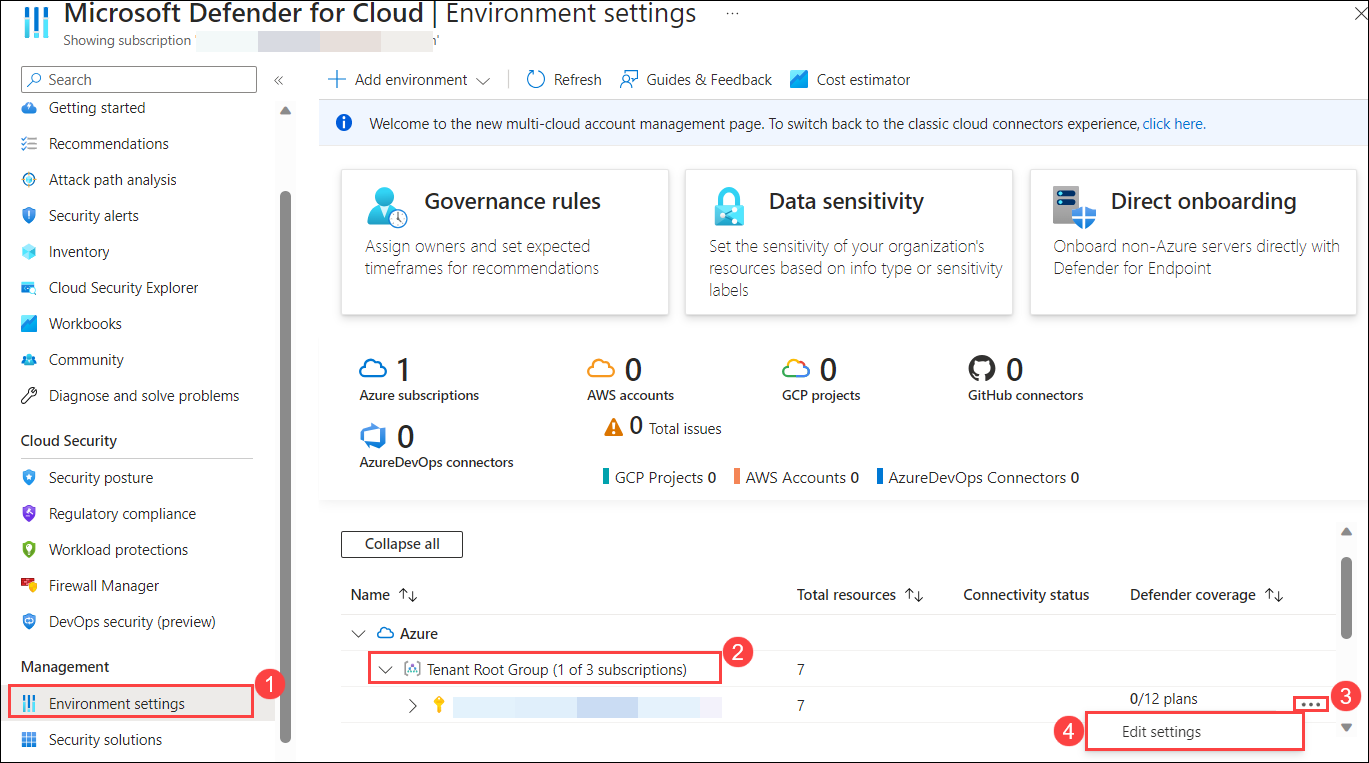 Microsoft Defender for Cloud | Environment settings ...
Showing subscription '
n'
Search
«
Add environment
Refresh
Guides & Feedback
Cost estimator
Getting started
Recommendations
Attack path analysis
Security alerts
Inventory
Cloud Security Explorer
Workbooks
Community
Diagnose and solve problems
Cloud Security
Security posture
Regulatory compliance
Workload protections
Firewall Manager
DevOps security (preview)
Management
Environment settings
1
Security solutions
Welcome to the new multi-cloud account management page. To switch back to the classic cloud connectors experience, click here.
Governance rules
Assign owners and set expected
timeframes for recommendations
Data sensitivity
Set the sensitivity of your organization's
resources based on info type or sensitivity
labels
Direct onboarding
Onboard non-Azure servers directly with
Defender for Endpoint
1
Azure subscriptions
0
AWS accounts
0
GCP projects
0
GitHub connectors
0
AzureDevOps connectors
0 Total issues
GCP Projects 0
AWS Accounts 0
AzureDevOps Connectors 0
Collapse all
Name
Total resources
Connectivity status
Defender coverage
Azure
Tenant Root Group (1 of 3 subscriptions)
2
7
7
0/12 plans
...
3
4
Edit settings